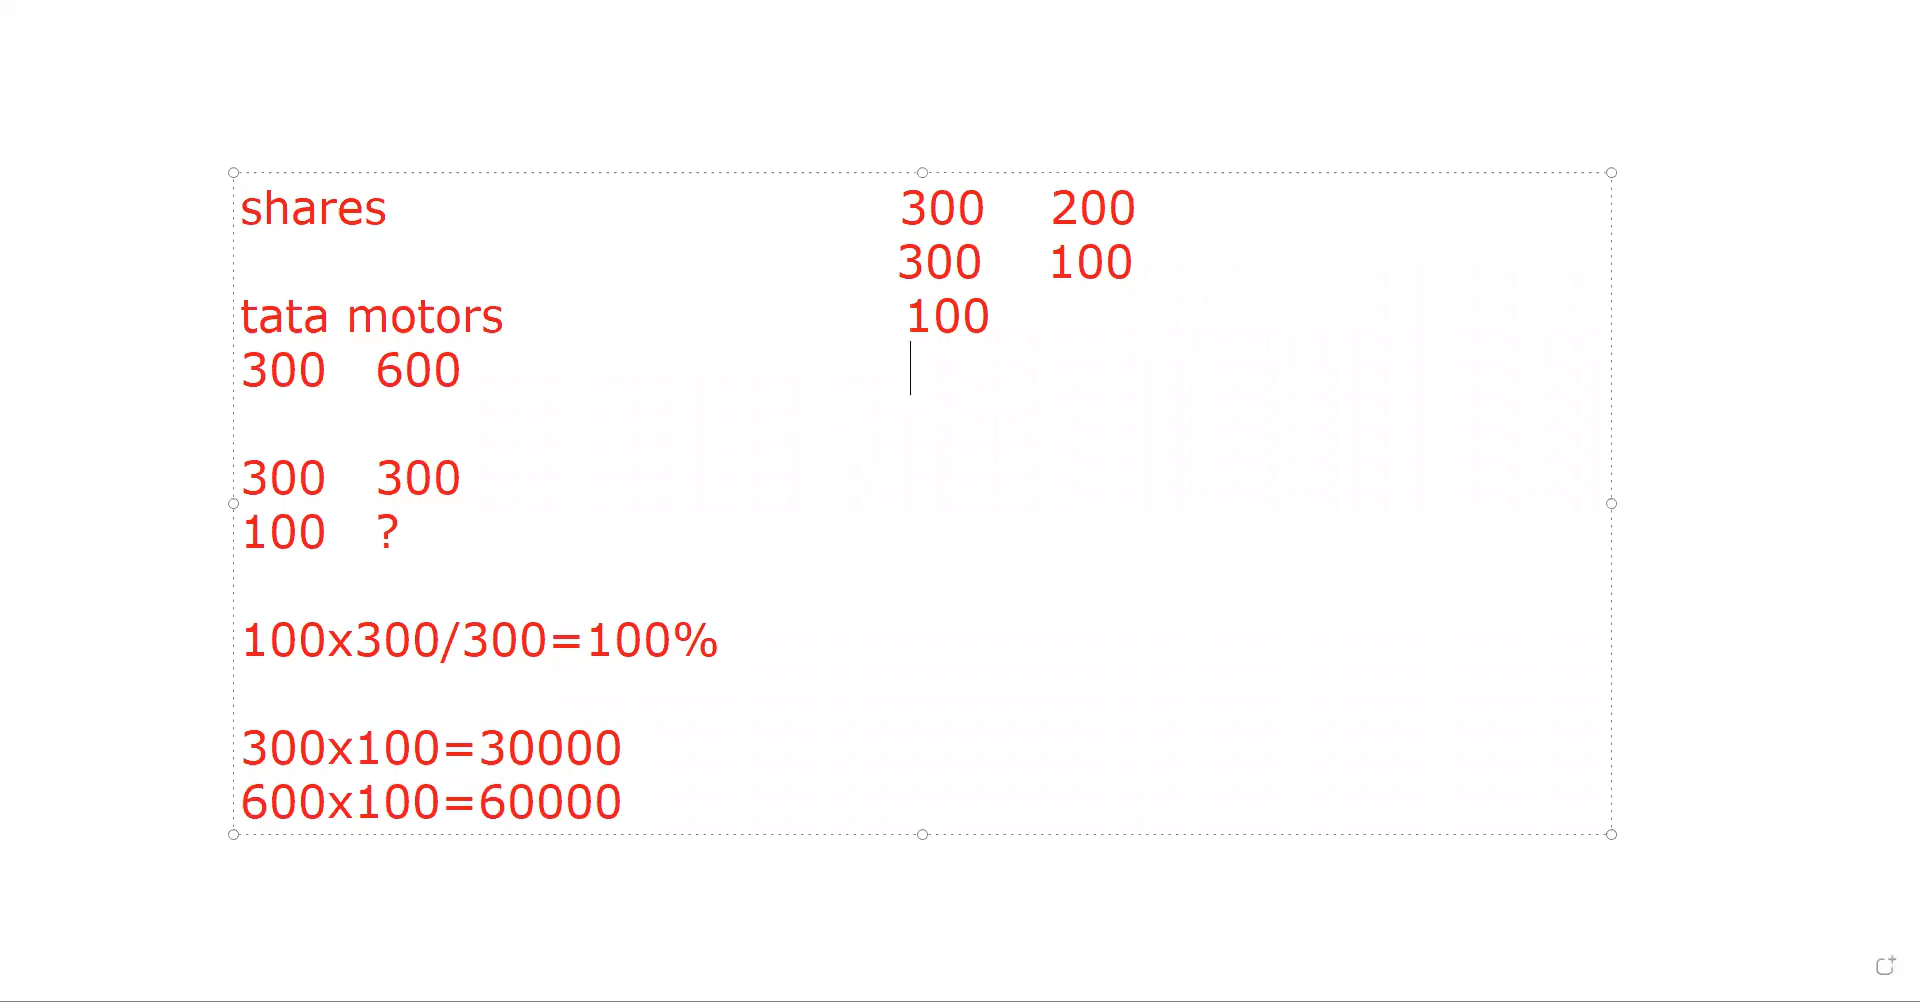 shares
tata motors
300 600
300 300
100 ?
100x300/300=100%
300x100=30000
600x100=60000
300 200
300 100
100